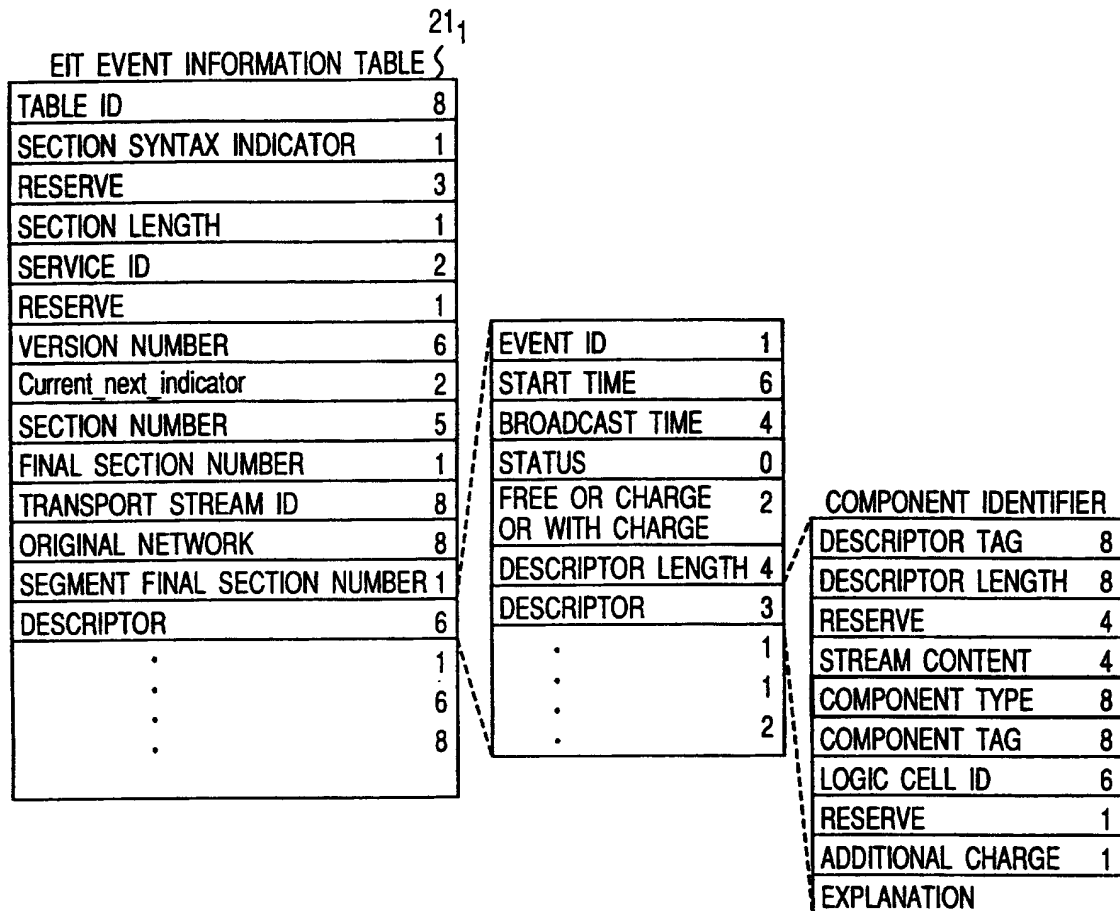 21₁
EIT EVENT INFORMATION TABLE
TABLE ID 8
SECTION SYNTAX INDICATOR 1
RESERVE 3
SECTION LENGTH 1
SERVICE ID 2
RESERVE 1
VERSION NUMBER 6
Current_next_indicator 2
SECTION NUMBER 5
FINAL SECTION NUMBER 1
TRANSPORT STREAM ID 8
ORIGINAL NETWORK 8
SEGMENT FINAL SECTION NUMBER 1
DESCRIPTOR 6
1
6
8
EVENT ID 1
START TIME 6
BROADCAST TIME 4
STATUS 0
FREE OR CHARGE 2
OR WITH CHARGE
DESCRIPTOR LENGTH 4
DESCRIPTOR 3
1
1
2
COMPONENT IDENTIFIER
DESCRIPTOR TAG 8
DESCRIPTOR LENGTH 8
RESERVE 4
STREAM CONTENT 4
COMPONENT TYPE 8
COMPONENT TAG 8
LOGIC CELL ID 6
RESERVE 1
ADDITIONAL CHARGE 1
EXPLANATION